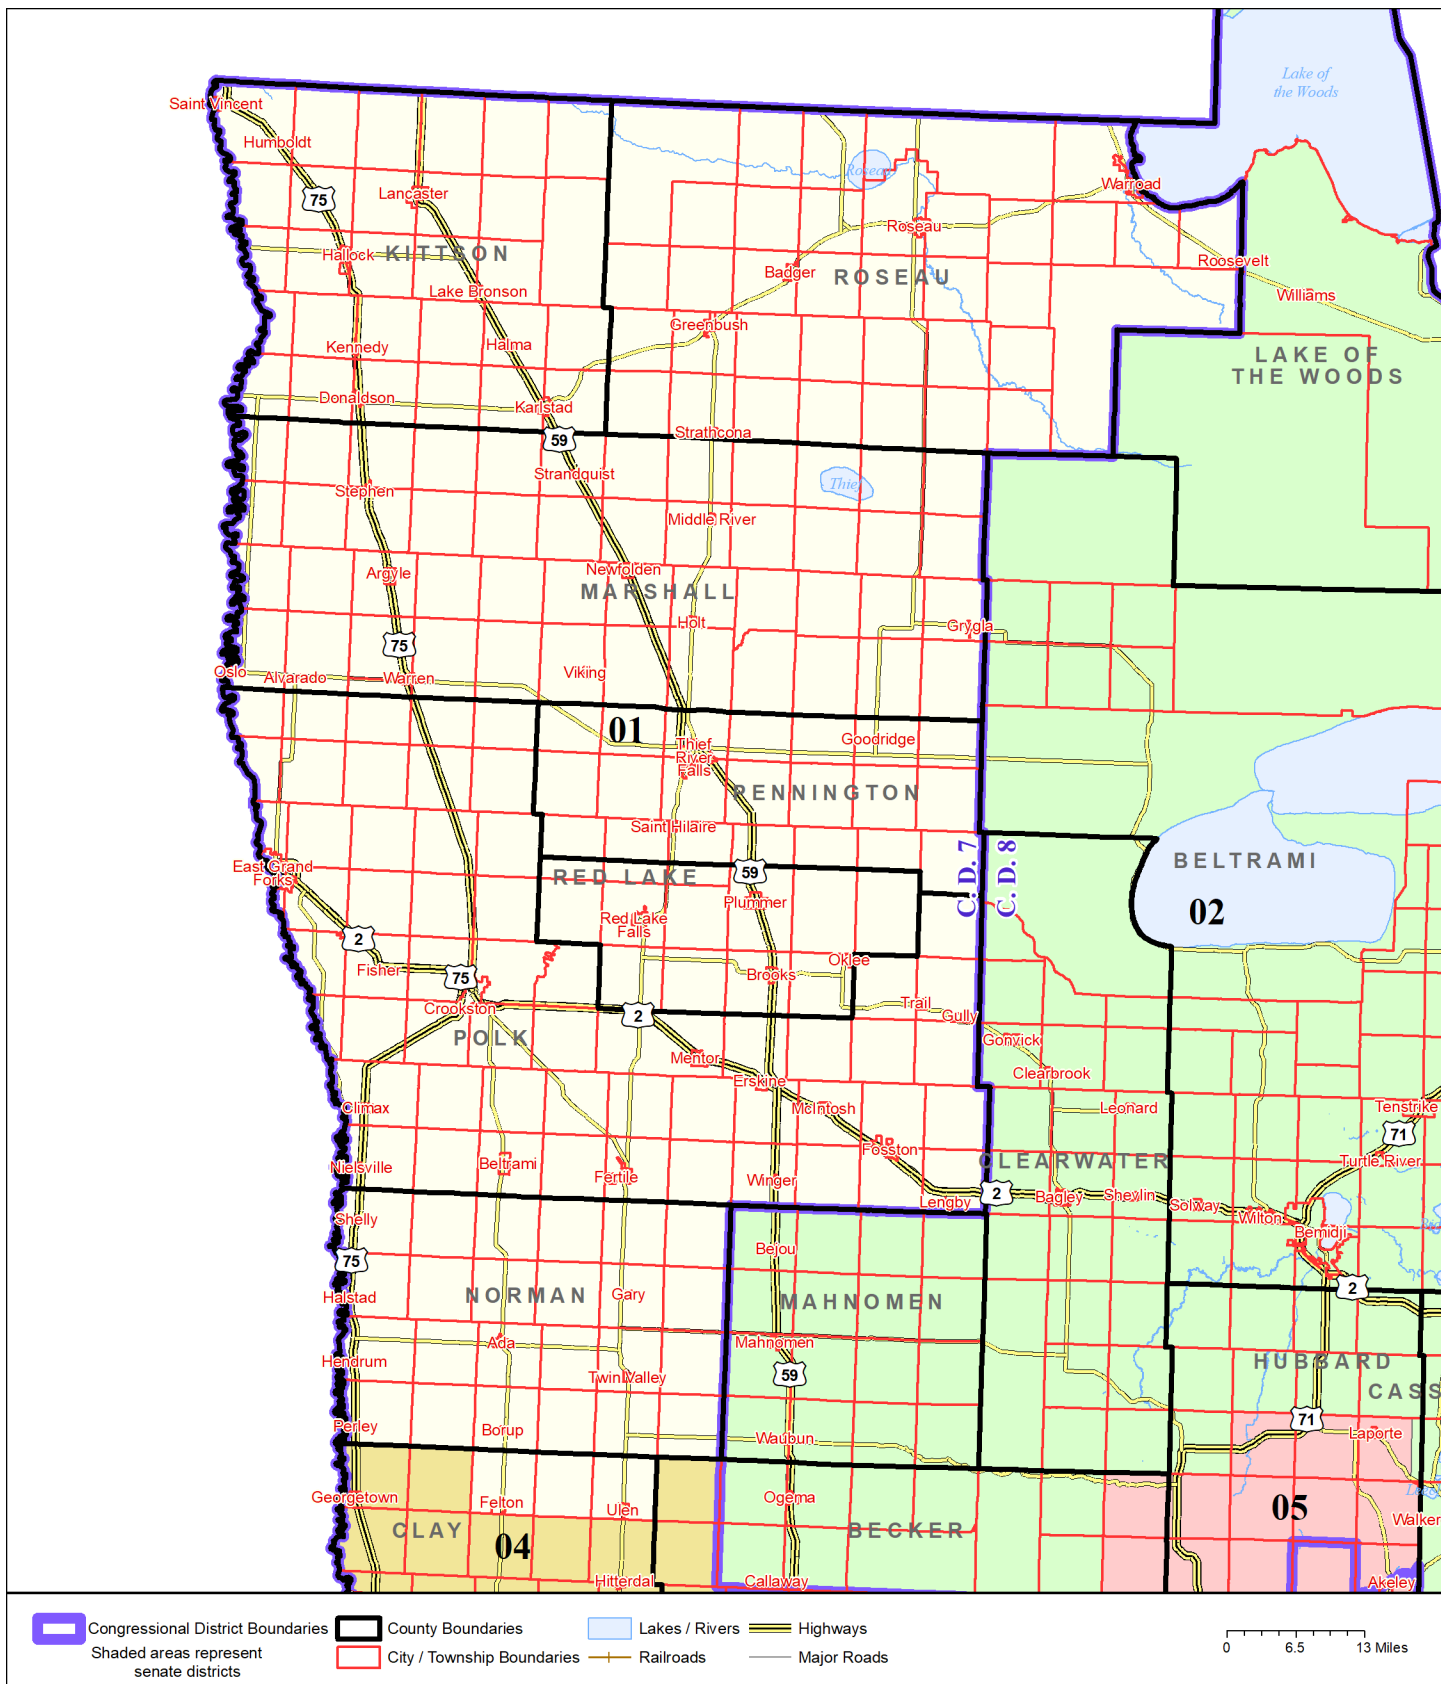 Lake of
the Woods
Saint Vincent
Humboldt
75
Lancaster
Roseau
Warroad
Roseau
Hallock
KITTSON
Badger
ROSEAU
Roosevelt
Lake Bronson
Williams
Greenbush
Kennedy
Halma
LAKE OF
THE WOODS
Donaldson
Karlstad
59
Strathcona
Strandquist
Stephen
Thief
Middle River
Argyle
Newfolden
MARSHALL
Holt
Grygla
75
Oslo
Alvarado
Warren
Viking
01
Thief
River
Falls
Goodridge
PENNINGTON
Saint Hilaire
C. D. 7
C. D. 8
BELTRAMI
East Grand
Forks
RED LAKE
59
Plummer
02
Red Lake
Falls
2
Fisher
75
Brooks
Oklee
Crookston
2
Trail
Gully
POLK
Gonvick
Mentor
Clearbrook
Erskine
Climax
McIntosh
Leonard
Tenstrike
71
Fosston
Nielsville
Beltrami
Fertile
Winger
CLEARWATER
Turtle River
Lengby
2
Bagley
Shevlin
Solway
Wilton
Bemidji
Shelly
75
Bejou
2
Halstad
NORMAN
Gary
MAHNOMEN
Ada
Mahnomen
Hendrum
59
HUBBARD
Twin Valley
CASS
71
Perley
Borup
Waubun
Laporte
Georgetown
Felton
Ulen
Ogema
05
Walker
CLAY
04
BECKER
Hitterdal
Callaway
Akeley
Congressional District Boundaries
County Boundaries
Lakes / Rivers
Highways
Shaded areas represent
senate districts
City / Township Boundaries
Railroads
Major Roads
0 6.5 13 Miles